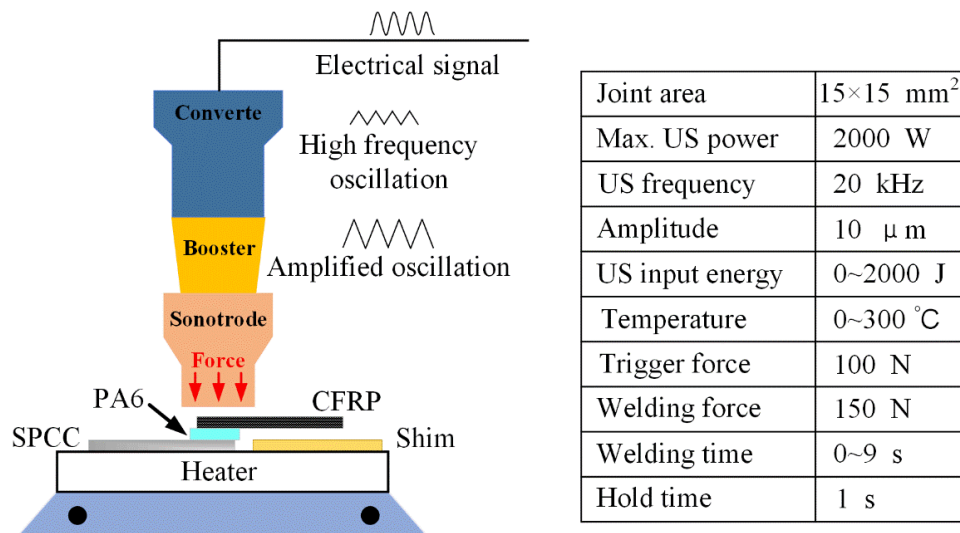 Electrical signal
Converte
High frequency
oscillation
Booster
Amplified oscillation
Sonotrode
Force
PA6
CFRP
SPCC
Shim
Heater
Joint area 15×15 mm²
Max. US power 2000 W
US frequency 20 kHz
Amplitude 10 μm
US input energy 0~2000 J
Temperature 0~300 ℃
Trigger force 100 N
Welding force 150 N
Welding time 0~9 s
Hold time 1 s